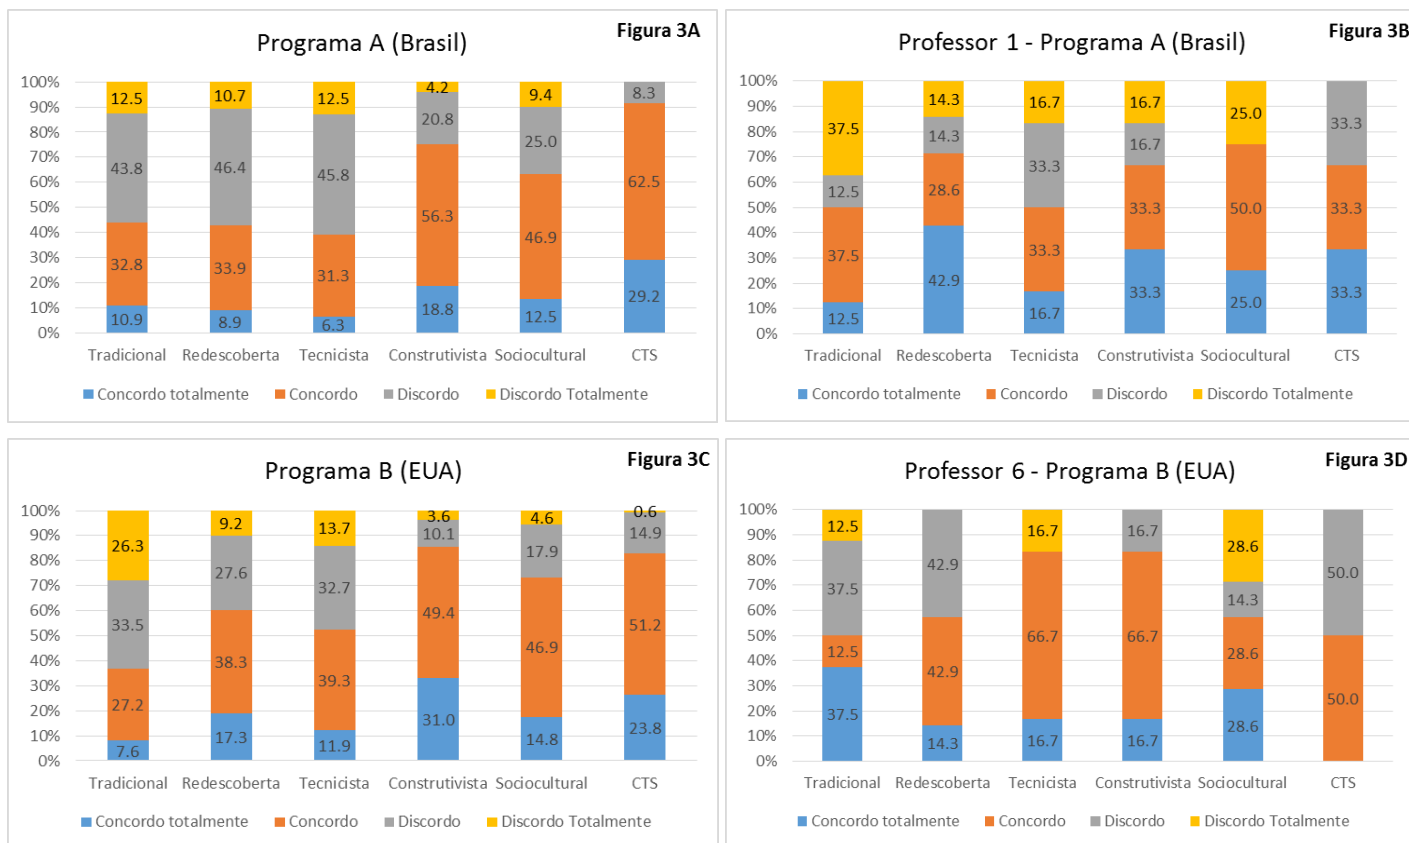 Figura 3A
Programa A (Brasil)
100%
90%
80%
70%
60%
50%
40%
30%
20%
10%
0%
12.5 10.7 12.5 4.2 9.4 8.3
43.8 46.4 45.8 20.8 25.0 62.5
32.8 33.9 31.3 56.3 46.9 29.2
10.9 8.9 6.3 18.8 12.5
Tradicional Redescoberta Tecnicista Construtivista Sociocultural CTS
Concordo totalmente Concordo Discordo Discordo Totalmente
Figura 3B
Professor 1 - Programa A (Brasil)
100%
90%
80%
70%
60%
50%
40%
30%
20%
10%
0%
37.5 14.3 16.7 16.7 25.0 33.3
12.5 14.3 33.3 16.7 50.0 33.3
37.5 28.6 33.3 33.3 25.0 33.3
12.5 42.9 16.7 33.3
Tradicional Redescoberta Tecnicista Construtivista Sociocultural CTS
Concordo totalmente Concordo Discordo Discordo Totalmente
Figura 3C
Programa B (EUA)
100%
90%
80%
70%
60%
50%
40%
30%
20%
10%
0%
26.3 9.2 13.7 3.6 4.6 0.6
33.5 27.6 32.7 10.1 17.9 14.9
27.2 38.3 39.3 49.4 46.9 51.2
7.6 17.3 11.9 31.0 14.8 23.8
Tradicional Redescoberta Tecnicista Construtivista Sociocultural CTS
Concordo totalmente Concordo Discordo Discordo Totalmente
Figura 3D
Professor 6 - Programa B (EUA)
100%
90%
80%
70%
60%
50%
40%
30%
20%
10%
0%
12.5 42.9 16.7 16.7 28.6 50.0
37.5 42.9 66.7 66.7 14.3 50.0
12.5 14.3 16.7 16.7 28.6
37.5 28.6
Tradicional Redescoberta Tecnicista Construtivista Sociocultural CTS
Concordo totalmente Concordo Discordo Discordo Totalmente